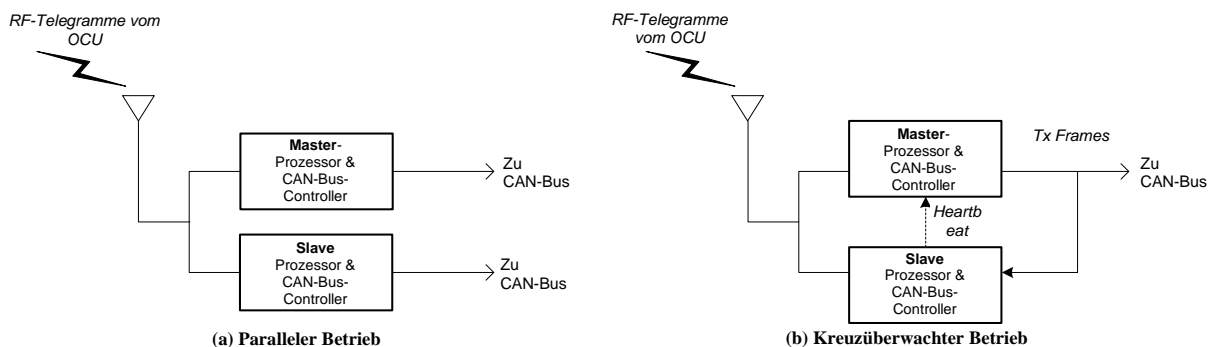 RF-Telegramme vom
OCU
Master-
Prozessor &
CAN-Bus-
Controller
Zu
CAN-Bus
Slave
Prozessor &
CAN-Bus-
Controller
Zu
CAN-Bus
(a) Paralleler Betrieb
RF-Telegramme
vom OCU
Master-
Prozessor &
CAN-Bus-
Controller
Tx Frames
Zu
CAN-Bus
Heartb
eat
Slave
Prozessor &
CAN-Bus-
Controller
(b) Kreuzüberwachter Betrieb